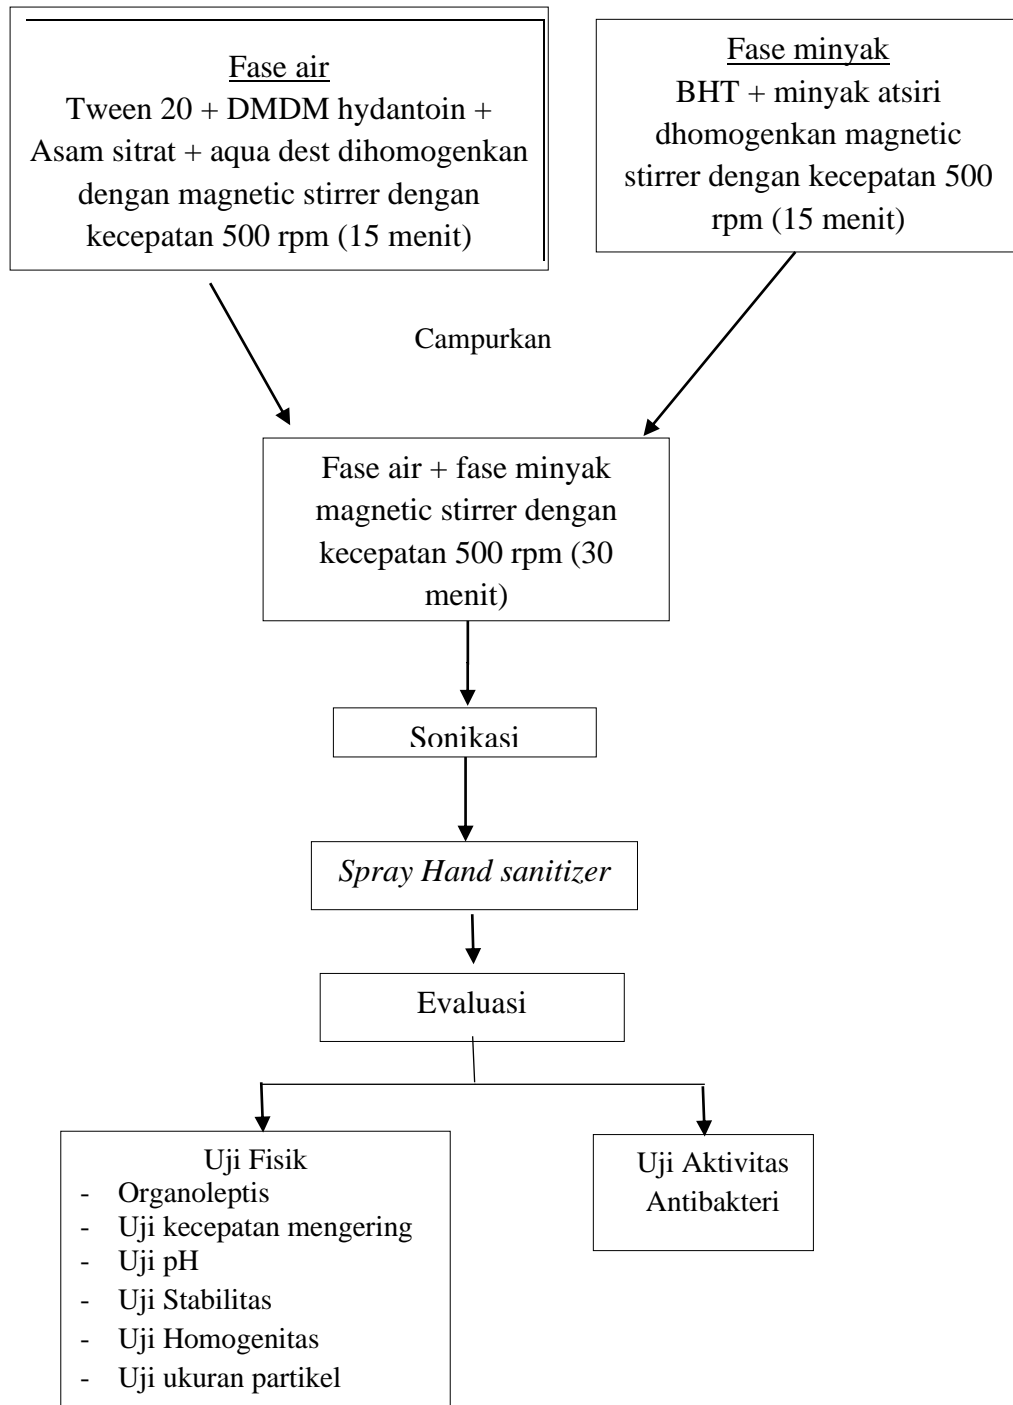 Fase air
Tween 20 + DMDM hydantoin +
Asam sitrat + aqua dest dihomogenkan
dengan magnetic stirrer dengan
kecepatan 500 rpm (15 menit)
Fase minyak
BHT + minyak atsiri
dhomogenkan magnetic
stirrer dengan kecepatan 500
rpm (15 menit)
Campurkan
Fase air + fase minyak
magnetic stirrer dengan
kecepatan 500 rpm (30
menit)
Sonikasi
Spray Hand sanitizer
Evaluasi
Uji Fisik
- Organoleptis
- Uji kecepatan mengering
- Uji pH
- Uji Stabilitas
- Uji Homogenitas
- Uji ukuran partikel
Uji Aktivitas
Antibakteri